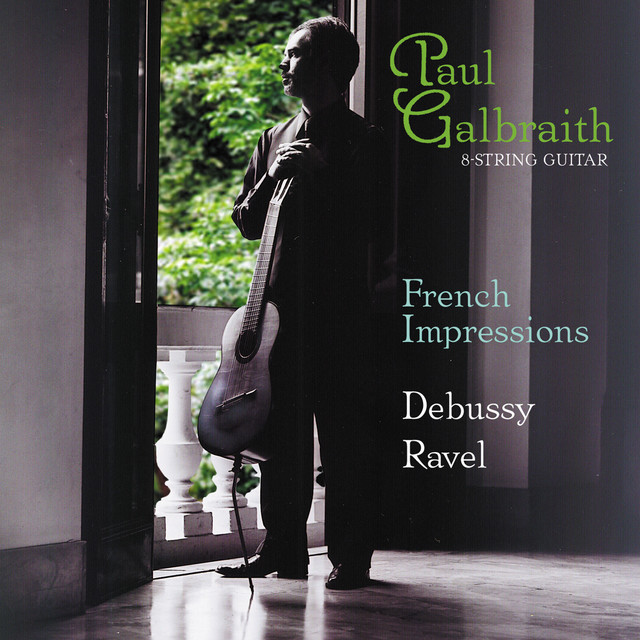 Paul
Galbraith
8-STRING GUITAR
French
Impressions
Debussy
Ravel